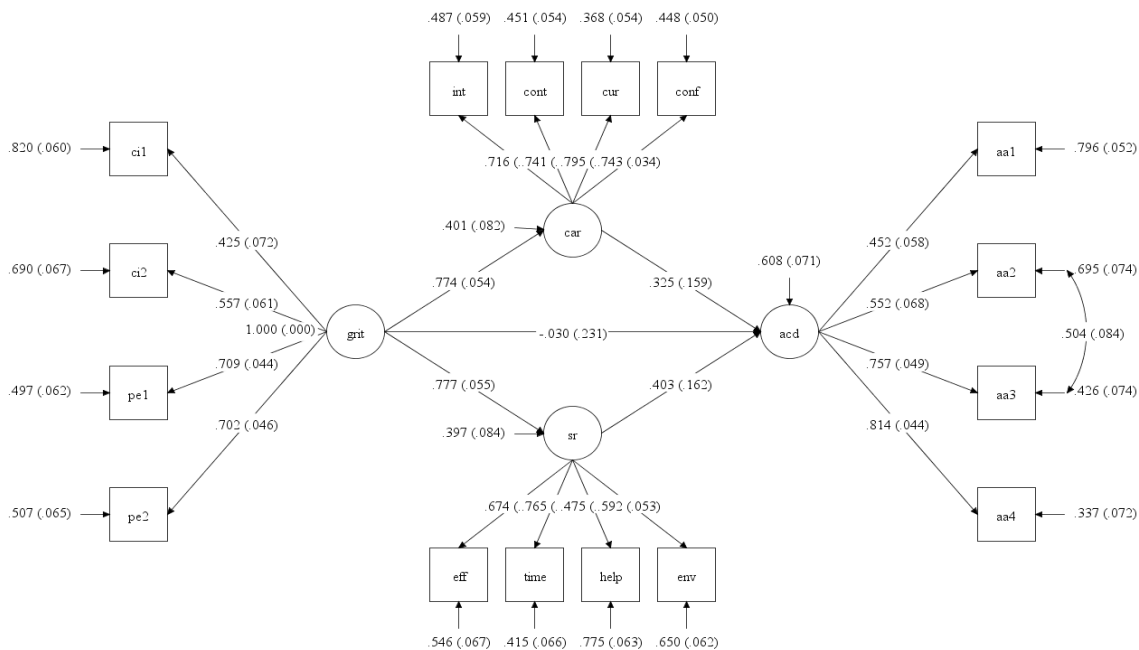 .487 (.059) .451 (.054) .368 (.054) .448 (.050)
int cont cur conf
.820 (.060) ci1 aa1 .796 (.052)
.716 (. .741 (. .795 (. .743 (.034)
.401 (.082) car
.425 (.072) .452 (.058)
.690 (.067) ci2 .608 (.071) aa2 .695 (.074)
.774 (.054) .325 (.159)
.557 (.061) .552 (.068)
1.000 (.000) grit -.030 (.231) acd .504 (.084)
.709 (.044) .757 (.049)
.777 (.055) .403 (.162)
.497 (.062) pe1 aa3 .426 (.074)
.702 (.046) .814 (.044)
.397 (.084) sr
.674 (. .765 (. .475 (. .592 (.053)
.507 (.065) pe2 aa4 .337 (.072)
eff time help env
.546 (.067) .415 (.066) .775 (.063) .650 (.062)